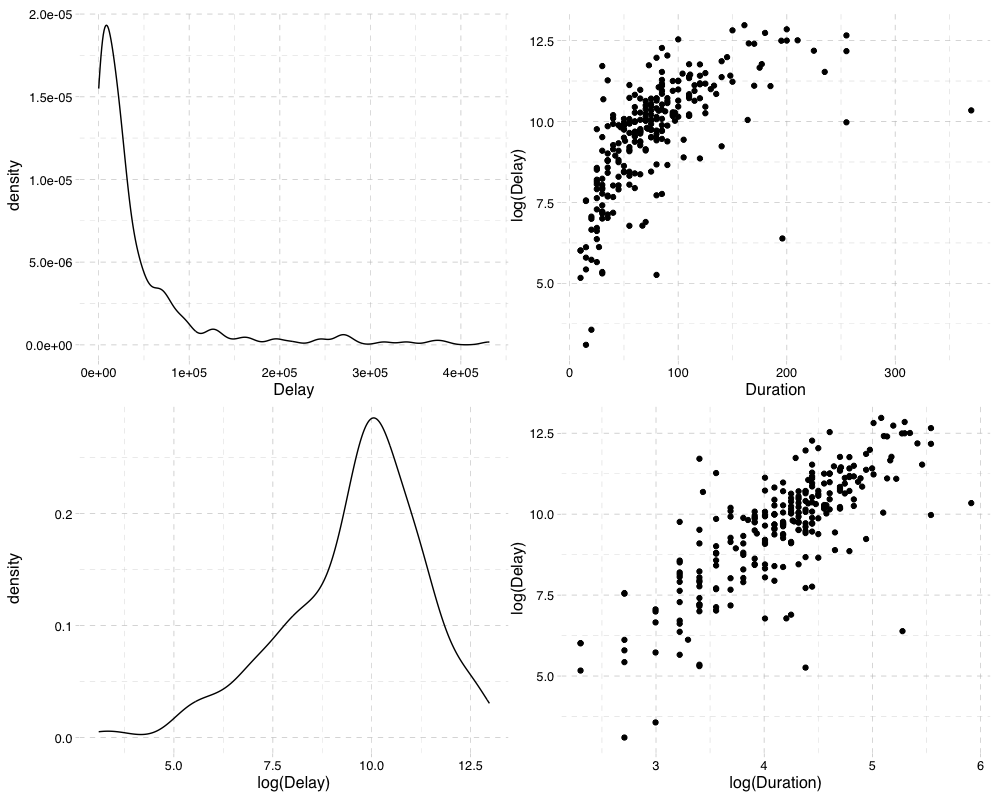 density
2.0e-05
1.5e-05
1.0e-05
5.0e-06
0.0e+00
0e+00 1e+05 2e+05 3e+05 4e+05
Delay
log(Delay)
12.5
10.0
7.5
5.0
0 100 200 300
Duration
density
0.2
0.1
0.0
5.0 7.5 10.0 12.5
log(Delay)
log(Delay)
12.5
10.0
7.5
5.0
3 4 5 6
log(Duration)